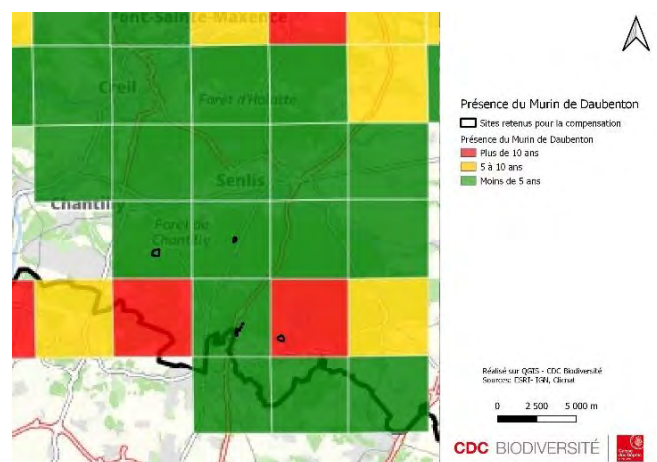 Pont-Sainte-Maxence
Creil
Forêt d'Halatte
Senlis
Chantilly
Forêt de
Chantilly
Présence du Murin de Daubenton
Sites retenus pour la compensation
Présence du Murin de Daubenton
Plus de 10 ans
5 à 10 ans
Moins de 5 ans
Réalisé sur QGIS - CDC Biodiversité
Sources: ESRI- IGN, Clicnat
0 2 500 5 000 m
CDC BIODIVERSITÉ